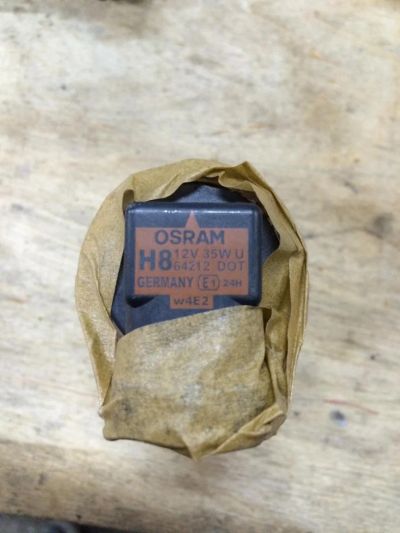 OSRAM
H8 12V 35W U
64212 DOT
GERMANY E1 24H
w4E2